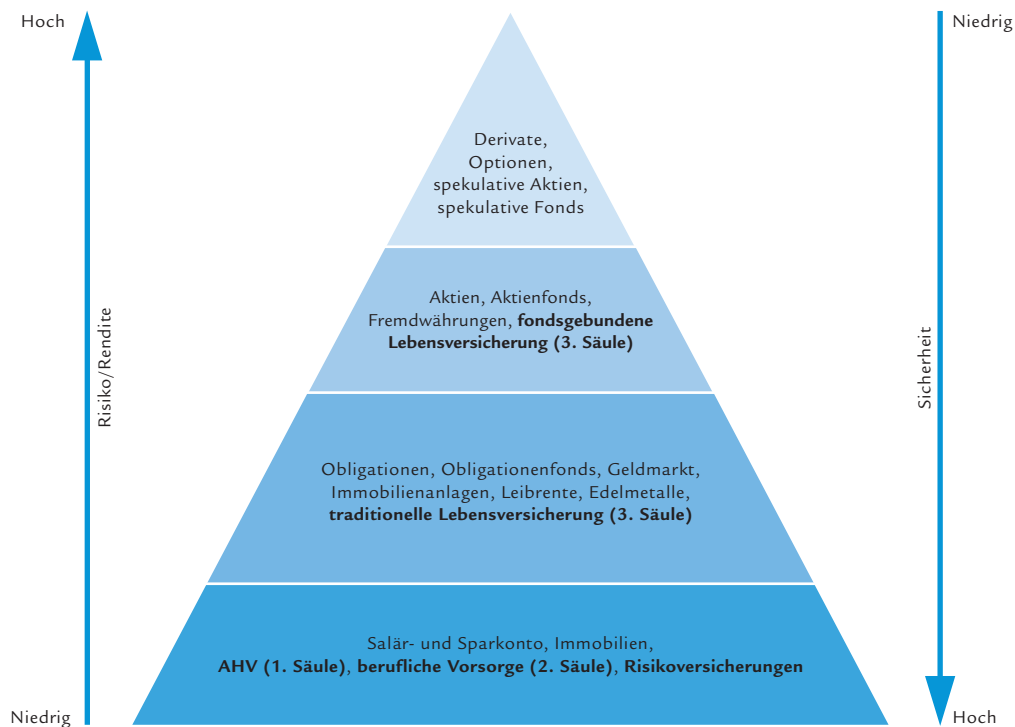 Hoch
Niedrig
Derivate,
Optionen,
spekulative Aktien,
spekulative Fonds
Aktien, Aktienfonds,
Fremdwährungen, fondsgebundene
Lebensversicherung (3. Säule)
Risiko/Rendite
Sicherheit
Obligationen, Obligationenfonds, Geldmarkt,
Immobilienanlagen, Leibrente, Edelmetalle,
traditionelle Lebensversicherung (3. Säule)
Salär- und Sparkonto, Immobilien,
AHV (1. Säule), berufliche Vorsorge (2. Säule), Risikoversicherungen
Niedrig
Hoch